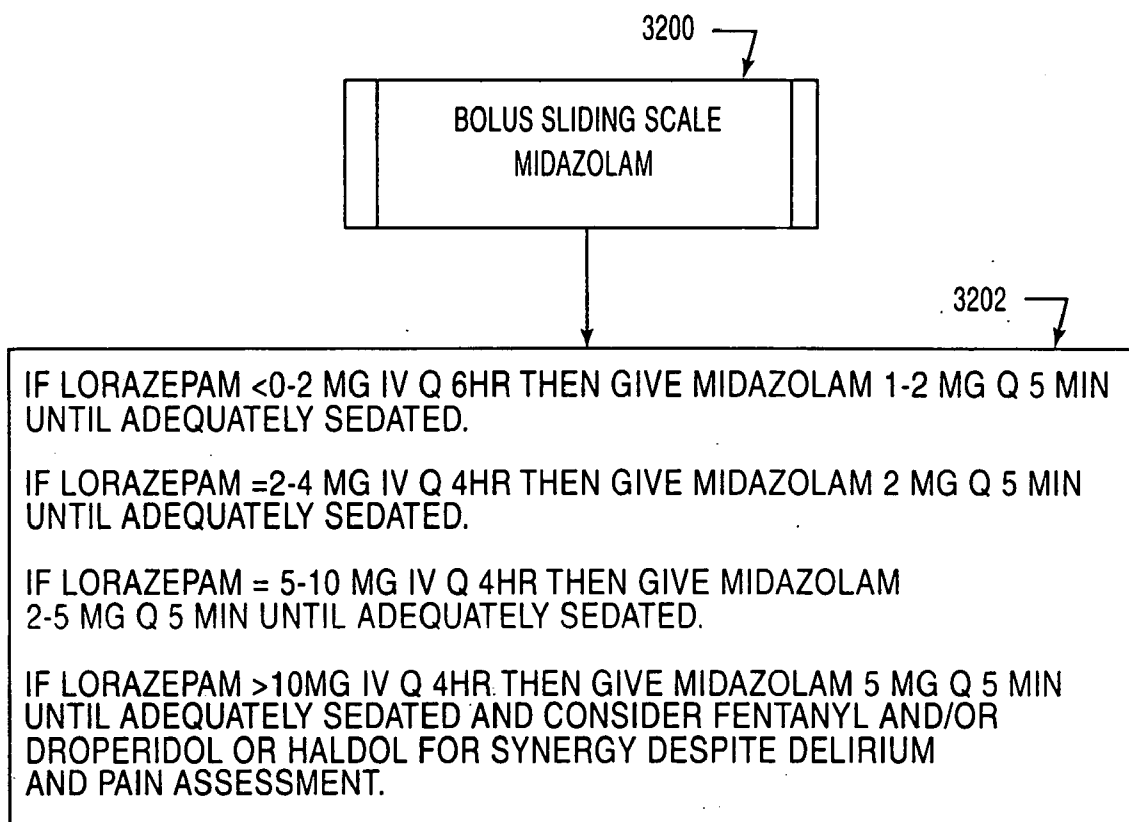 3200
BOLUS SLIDING SCALE
MIDAZOLAM
3202
IF LORAZEPAM <0-2 MG IV Q 6HR THEN GIVE MIDAZOLAM 1-2 MG Q 5 MIN
UNTIL ADEQUATELY SEDATED.
IF LORAZEPAM =2-4 MG IV Q 4HR THEN GIVE MIDAZOLAM 2 MG Q 5 MIN
UNTIL ADEQUATELY SEDATED.
IF LORAZEPAM = 5-10 MG IV Q 4HR THEN GIVE MIDAZOLAM
2-5 MG Q 5 MIN UNTIL ADEQUATELY SEDATED.
IF LORAZEPAM >10MG IV Q 4HR THEN GIVE MIDAZOLAM 5 MG Q 5 MIN
UNTIL ADEQUATELY SEDATED AND CONSIDER FENTANYL AND/OR
DROPERIDOL OR HALDOL FOR SYNERGY DESPITE DELIRIUM
AND PAIN ASSESSMENT.